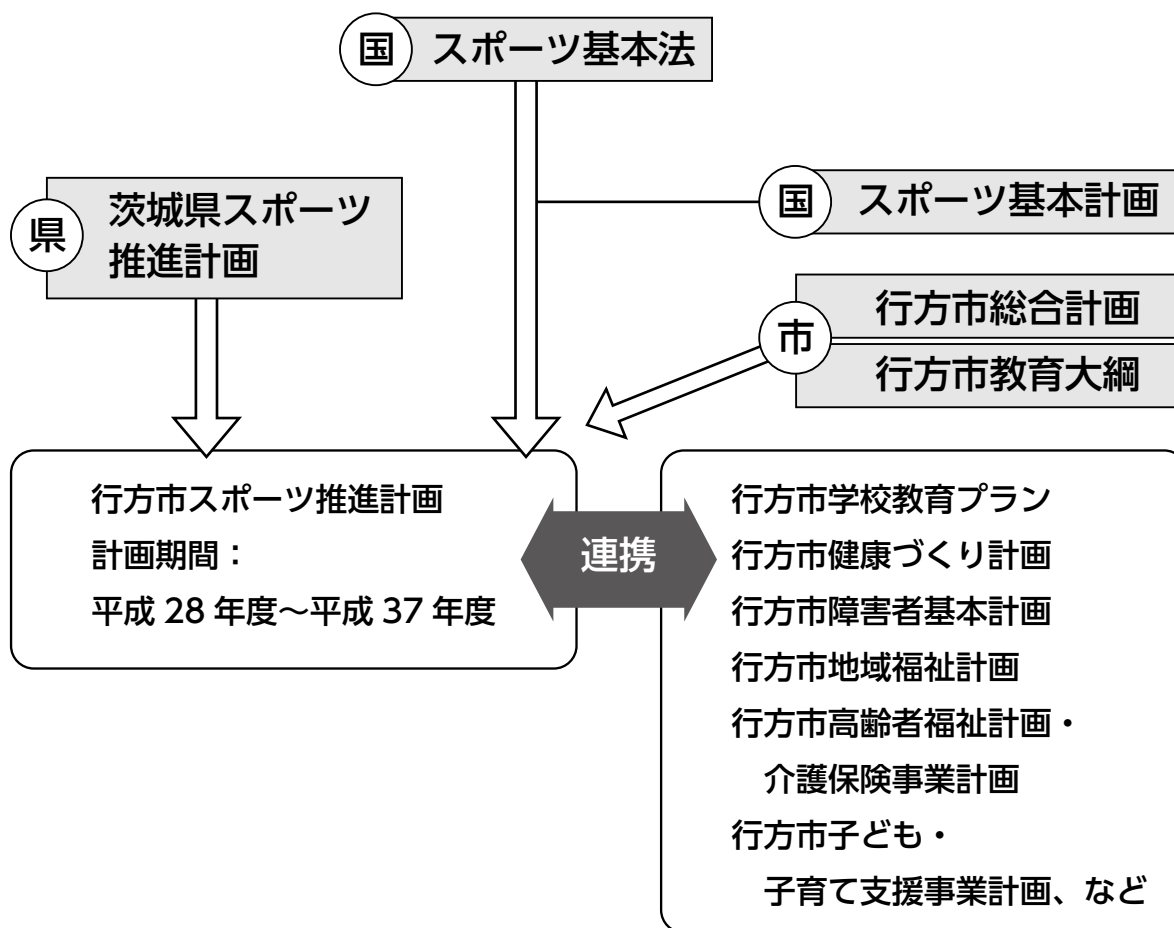 国 スポーツ基本法
国 スポーツ基本計画
県 茨城県スポーツ
推進計画
市 行方市総合計画
行方市教育大綱
行方市スポーツ推進計画
計画期間：
平成 28 年度～平成 37 年度
連携
行方市学校教育プラン
行方市健康づくり計画
行方市障害者基本計画
行方市地域福祉計画
行方市高齢者福祉計画・
介護保険事業計画
行方市子ども・
子育て支援事業計画、など